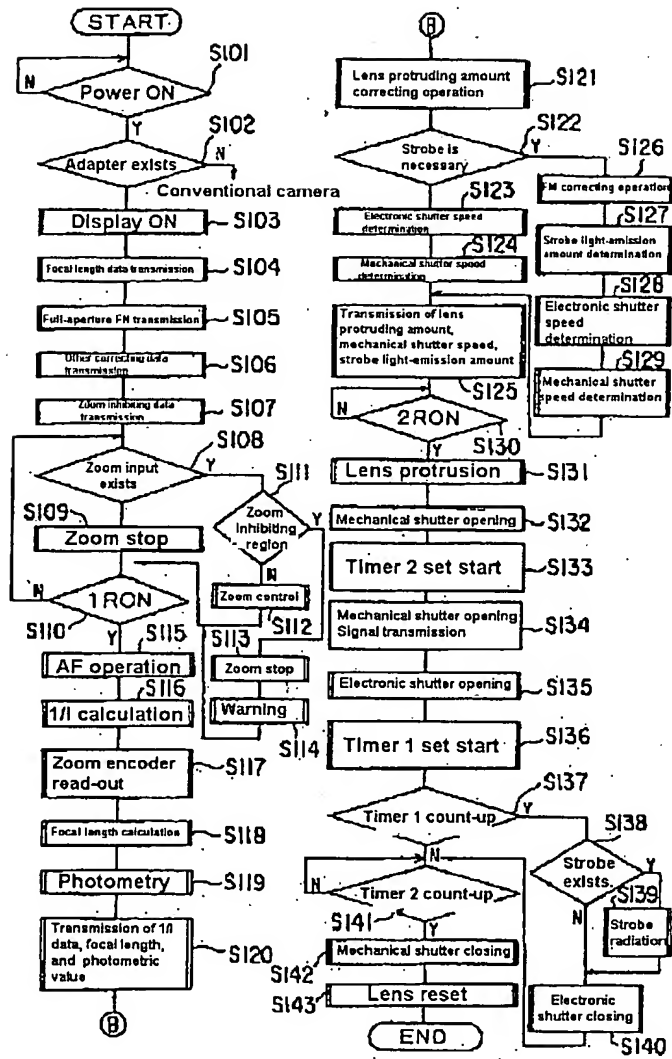 START
S101
N
Power ON
Y
S102
Adapter exists
N
Conventional camera
Display ON
S103
Focal length data transmission
S104
Full-aperture FN transmission
S105
Other correcting data
transmission
S106
Zoom inhibiting data
transmission
S107
S108
Zoom input
exists
Y
S111
S109
Zoom
inhibiting
region
Y
Zoom stop
N
N
1 RON
S110
Zoom control
S112
Y
S115
S113
AF operation
S116
Zoom stop
1/l calculation
Warning
S114
Zoom encoder
read-out
S117
Focal length calculation
S118
Photometry
S119
Transmission of 1/l
data, focal length,
and photometric
value
S120
B
B
Lens protruding amount
correcting operation
S121
S122
Strobe is
necessary
Y
S126
S123
FM correcting operation
Electronic shutter speed
determination
S127
S124
Strobe light-emission
amount determination
Mechanical shutter speed
determination
S128
Transmission of lens
protruding amount,
mechanical shutter speed,
strobe light-emission amount
Electronic shutter
speed
determination
S129
S125
Mechanical shutter
speed determination
N
2RON
S130
Y
Lens protrusion
S131
Mechanical shutter opening
S132
Timer 2 set start
S133
Mechanical shutter opening
Signal transmission
S134
Electronic shutter opening
S135
Timer 1 set start
S136
S137
Timer 1 count-up
Y
S138
N
Strobe
exists.
Y
N
Timer 2 count-up
S139
S141
N
Strobe
radiation
Y
Mechanical shutter closing
S142
Lens reset
S143
Electronic
shutter closing
END
S140